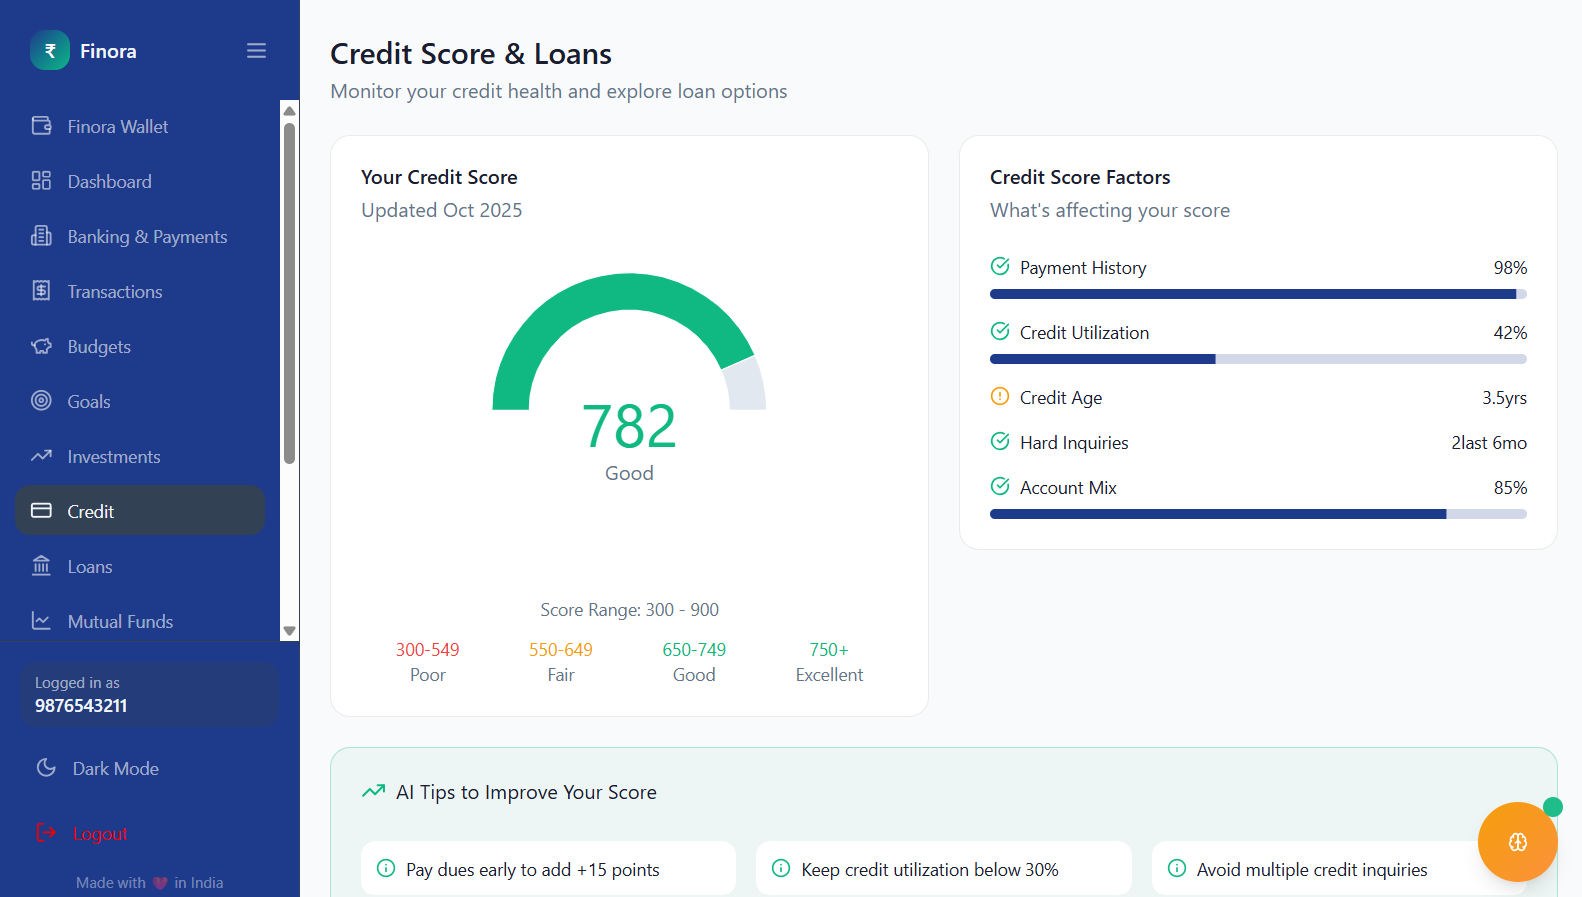 ₹ Finora
Finora Wallet
Dashboard
Banking & Payments
Transactions
Budgets
Goals
Investments
Credit
Loans
Mutual Funds
Logged in as
9876543211
Dark Mode
Logout
Made with 💜 in India
Credit Score & Loans
Monitor your credit health and explore loan options
Your Credit Score
Updated Oct 2025
782
Good
Score Range: 300 - 900
300-549 550-649 650-749 750+
Poor Fair Good Excellent
Credit Score Factors
What's affecting your score
Payment History 98%
Credit Utilization 42%
Credit Age 3.5yrs
Hard Inquiries 2last 6mo
Account Mix 85%
AI Tips to Improve Your Score
Pay dues early to add +15 points
Keep credit utilization below 30%
Avoid multiple credit inquiries